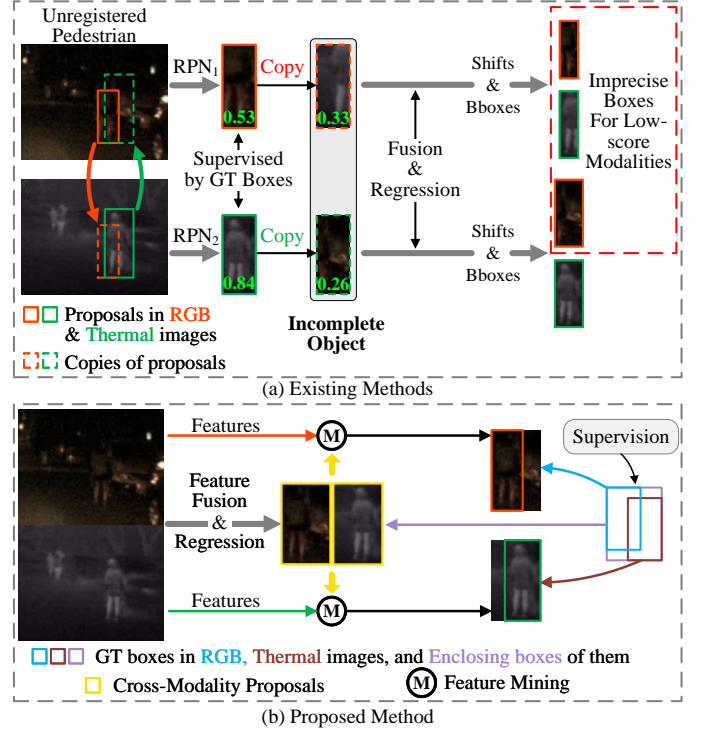 Unregistered
Pedestrian
RPN1
0.53
Copy
0.33
Shifts
&
Bboxes
Imprecise
Boxes
For Low-
score
Modalities
Supervised
by GT Boxes
Fusion
&
Regression
RPN2
0.84
Copy
0.26
Shifts
&
Bboxes
Proposals in RGB
& Thermal images
Copies of proposals
Incomplete
Object
(a) Existing Methods
Features
M
Supervision
Feature
Fusion
&
Regression
Features
M
GT boxes in RGB, Thermal images, and Enclosing boxes of them
Cross-Modality Proposals
M Feature Mining
(b) Proposed Method